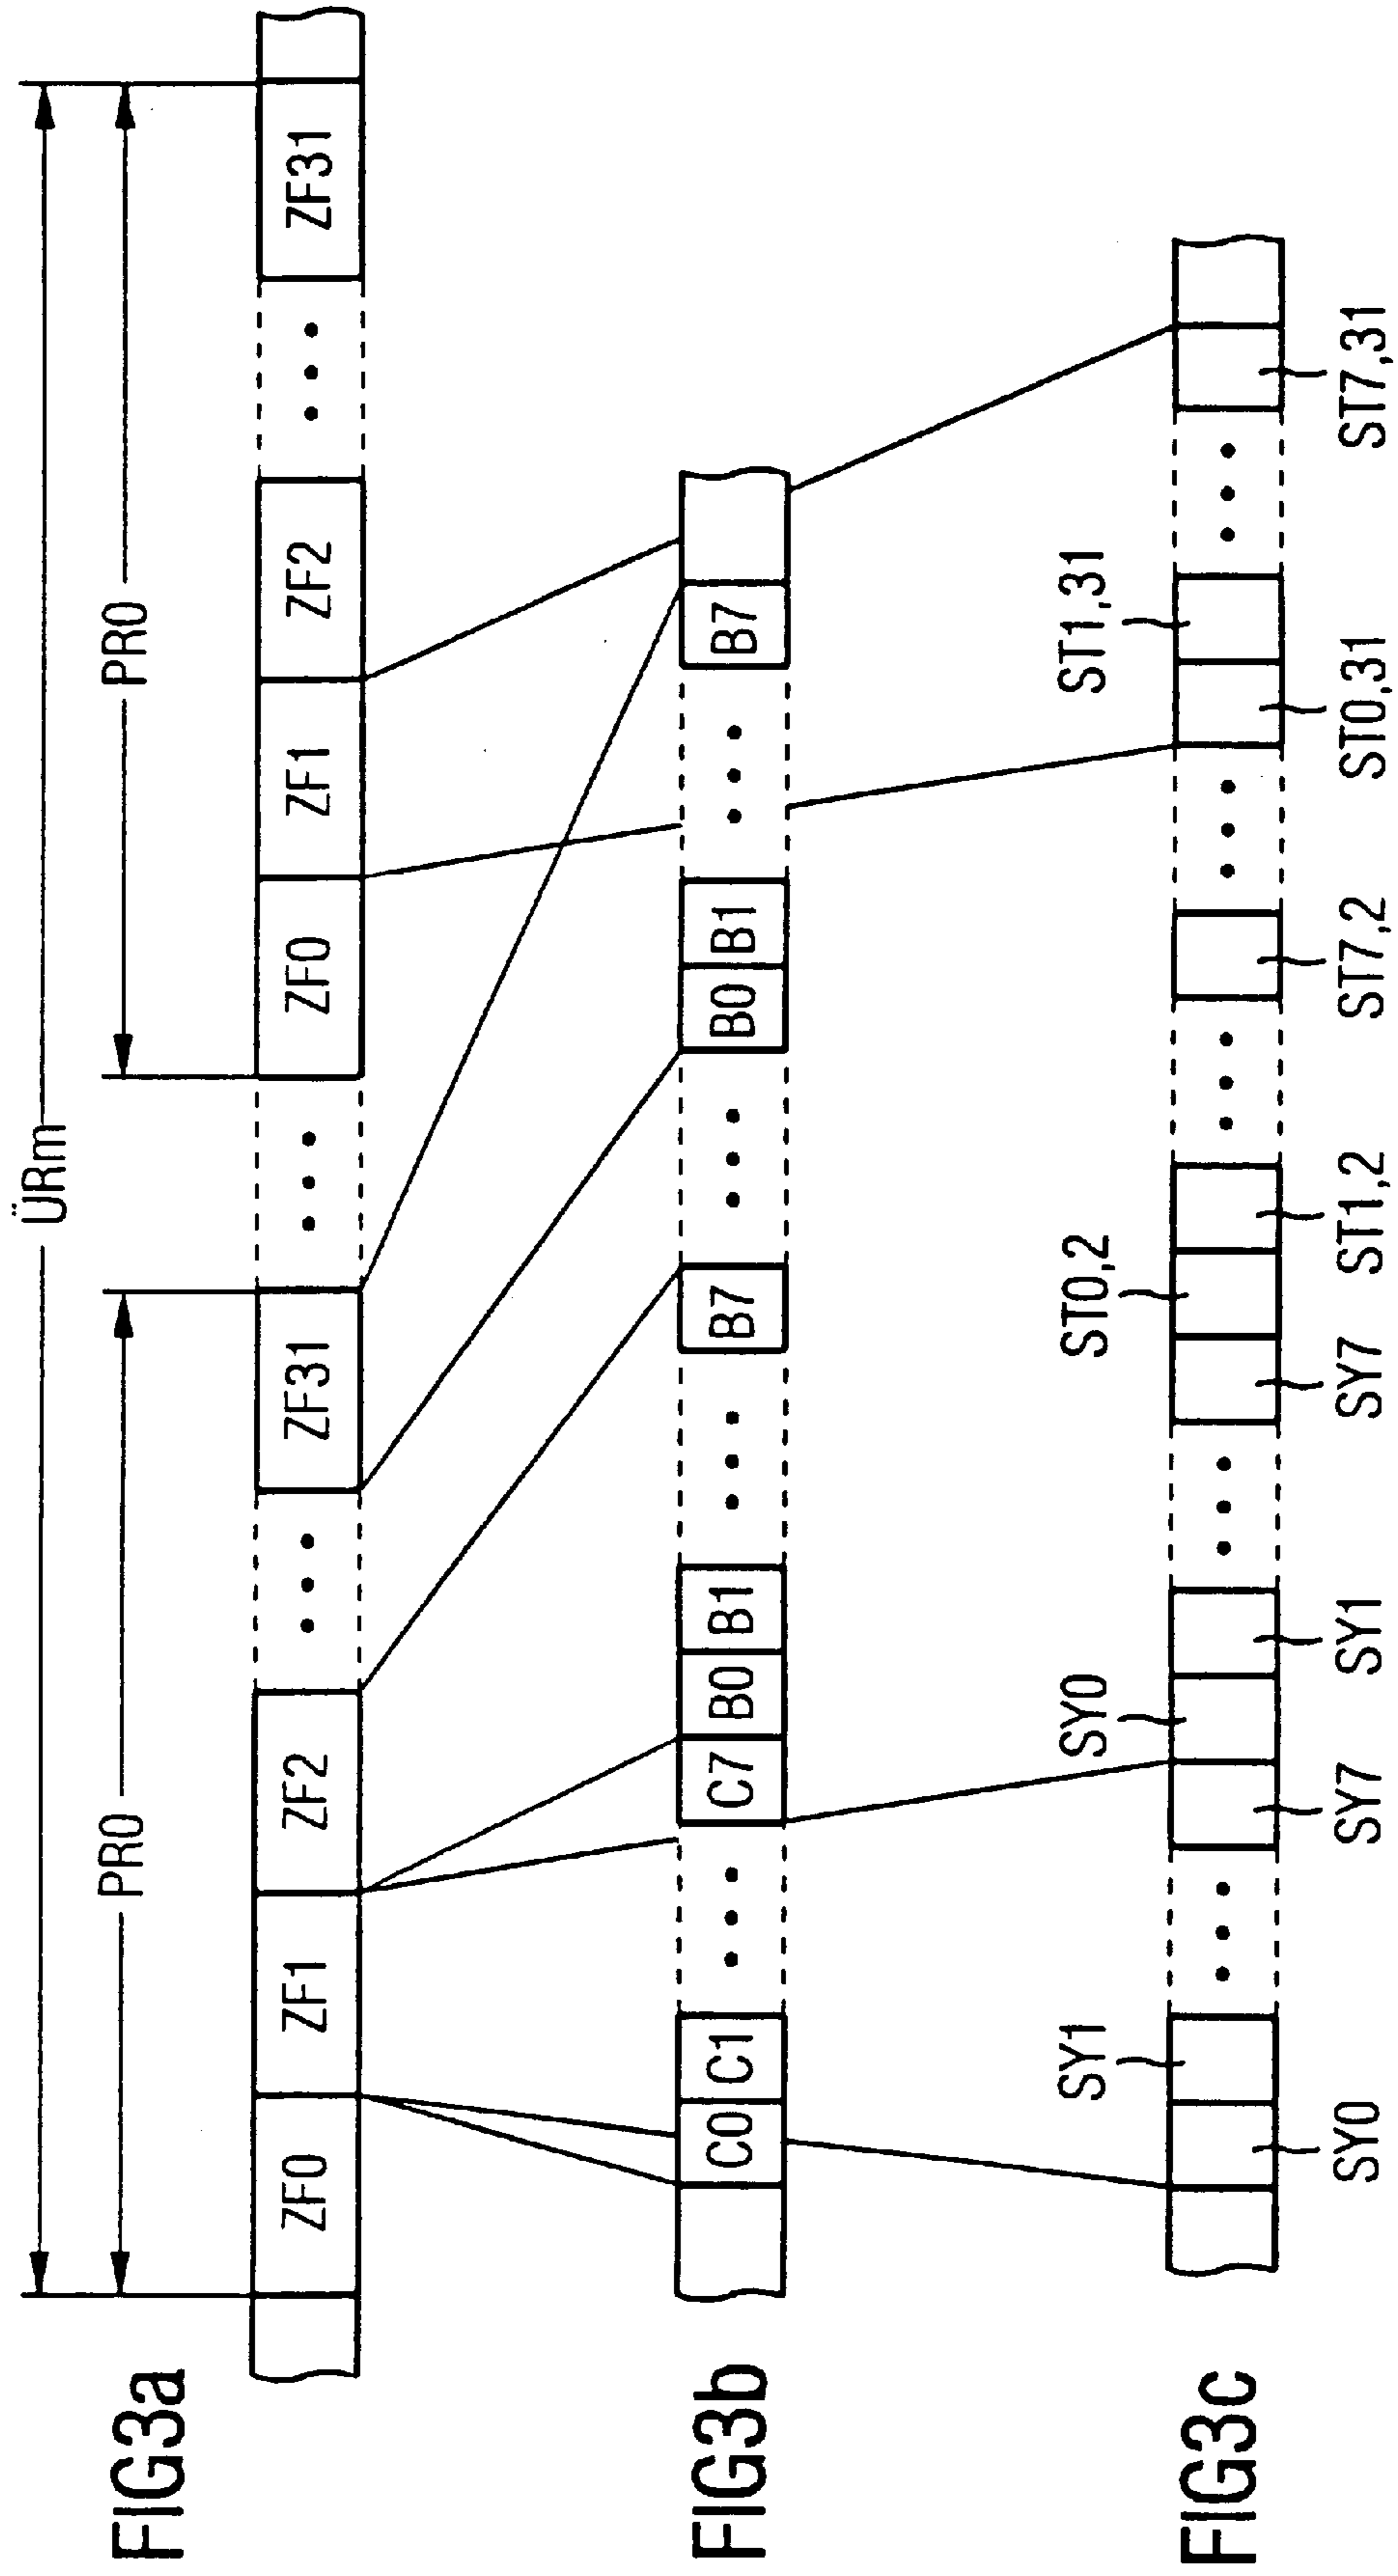 FIG3a
ÜRm
PR0 PR0
ZF0 ZF1 ZF2 ZF31 ZF0 ZF1 ZF2 ZF31
FIG3b
C0 C1 C7 B0 B1 B7 B0 B1 B7
FIG3c
SY1 SY0 ST0,2 ST1,31
SY0 SY7 SY1 SY7 ST1,2 ST7,2 ST0,31 ST7,31